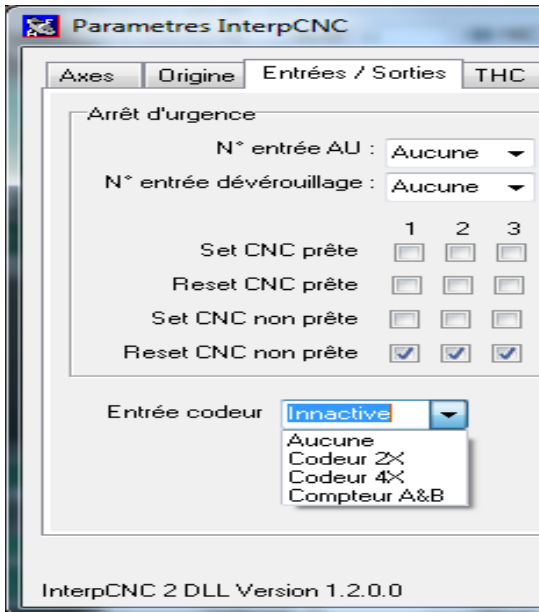 Parametres InterpCNC
Axes Origine Entrées / Sorties THC
Arrêt d'urgence
N° entrée AU : Aucune
N° entrée dévérouillage : Aucune
1 2 3
Set CNC prête
Reset CNC prête
Set CNC non prête
Reset CNC non prête
Entrée codeur Innactive
Aucune
Codeur 2X
Codeur 4X
Compteur A&B
InterpCNC 2 DLL Version 1.2.0.0